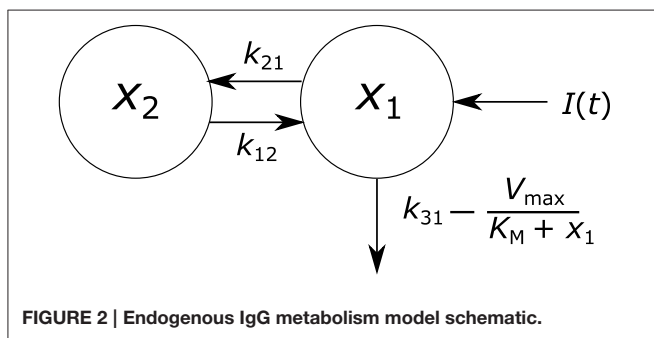 k21
x2
x1
I(t)
k12
k31 − Vmax / KM + x1
FIGURE 2 | Endogenous IgG metabolism model schematic.